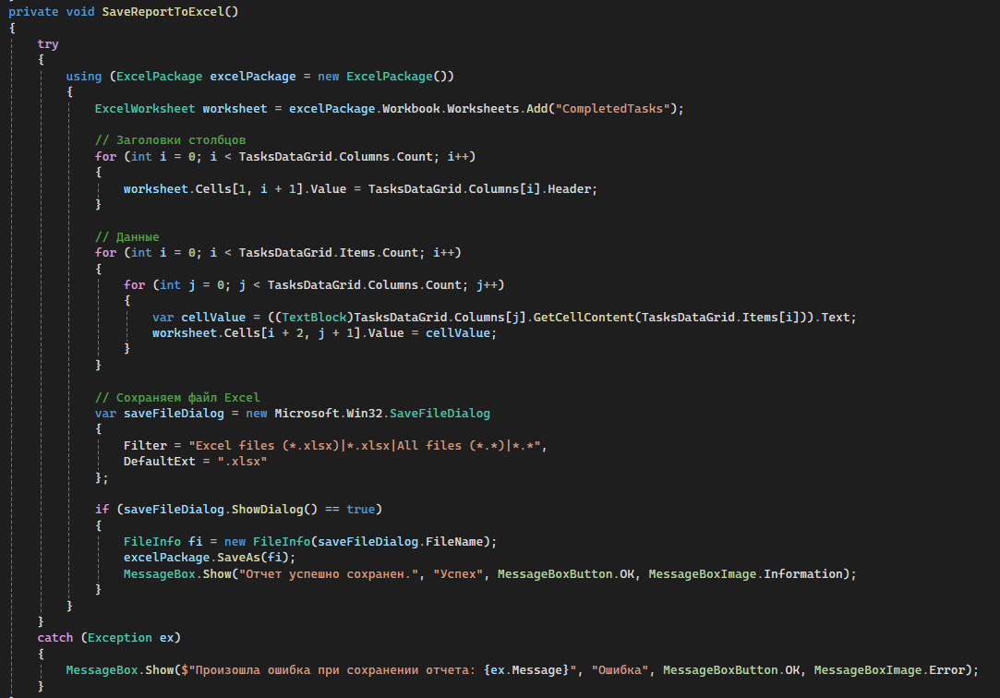 private void SaveReportToExcel()
{
try
{
using (ExcelPackage excelPackage = new ExcelPackage())
{
ExcelWorksheet worksheet = excelPackage.Workbook.Worksheets.Add("CompletedTasks");
// Заголовки столбцов
for (int i = 0; i < TasksDataGrid.Columns.Count; i++)
{
worksheet.Cells[1, i + 1].Value = TasksDataGrid.Columns[i].Header;
}
// Данные
for (int i = 0; i < TasksDataGrid.Items.Count; i++)
{
for (int j = 0; j < TasksDataGrid.Columns.Count; j++)
{
var cellValue = ((TextBlock)TasksDataGrid.Columns[j].GetCellContent(TasksDataGrid.Items[i])).Text;
worksheet.Cells[i + 2, j + 1].Value = cellValue;
}
}
// Сохраняем файл Excel
var saveFileDialog = new Microsoft.Win32.SaveFileDialog
{
Filter = "Excel files (*.xlsx)|*.xlsx|All files (*.*)|*.*",
DefaultExt = ".xlsx"
};
if (saveFileDialog.ShowDialog() == true)
{
FileInfo fi = new FileInfo(saveFileDialog.FileName);
excelPackage.SaveAs(fi);
MessageBox.Show("Отчет успешно сохранен.", "Успех", MessageBoxButton.OK, MessageBoxImage.Information);
}
}
}
catch (Exception ex)
{
MessageBox.Show($"Произошла ошибка при сохранении отчета: {ex.Message}", "Ошибка", MessageBoxButton.OK, MessageBoxImage.Error);
}